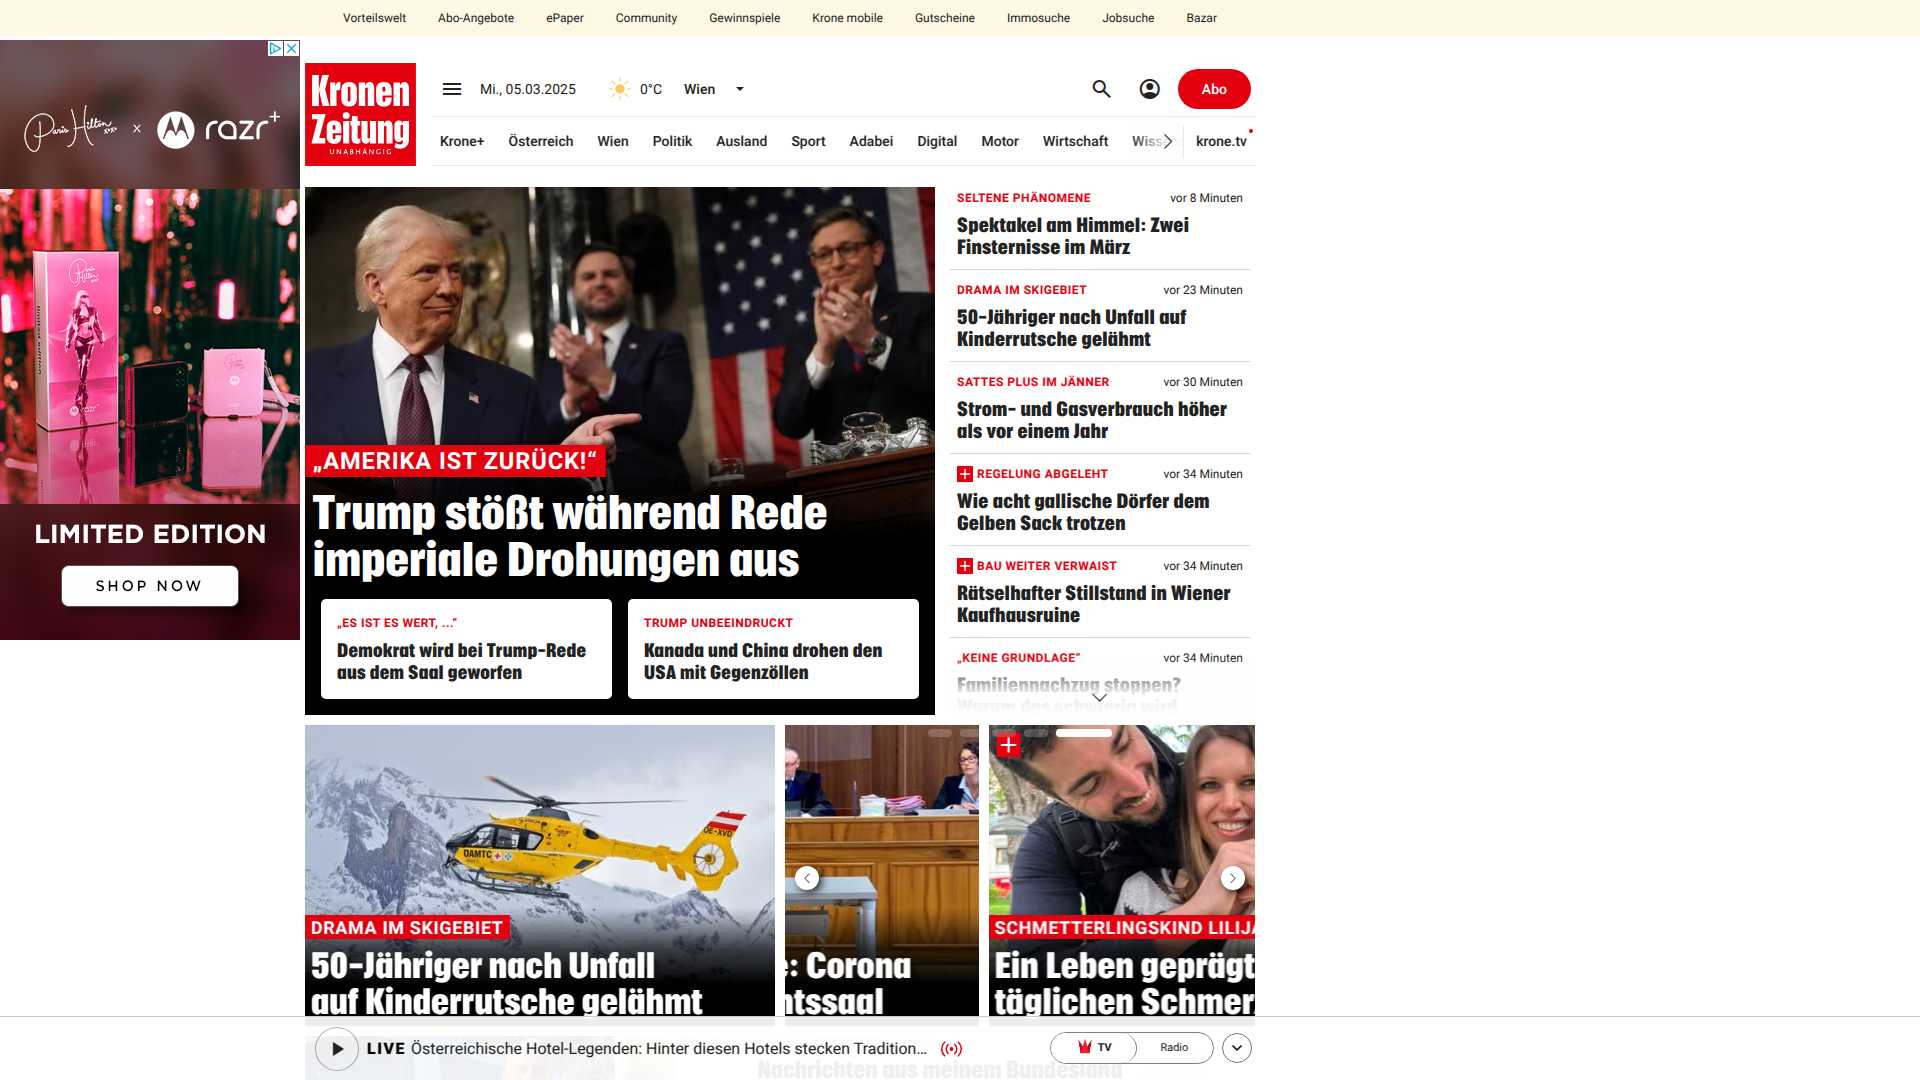 Vorteilswelt Abo-Angebote ePaper Community Gewinnspiele Krone mobile Gutscheine Immosuche Jobsuche Bazar
Paris Hilton x razr+
LIMITED EDITION
SHOP NOW
Kronen
Zeitung
UNABHÄNGIG
Mi., 05.03.2025 0°C Wien
Abo
Krone+ Österreich Wien Politik Ausland Sport Adabei Digital Motor Wirtschaft krone.tv
„AMERIKA IST ZURÜCK!“
Trump stößt während Rede
imperiale Drohungen aus
„ES IST ES WERT, ...“
Demokrat wird bei Trump-Rede
aus dem Saal geworfen
TRUMP UNBEEINDRUCKT
Kanada und China drohen den
USA mit Gegenzöllen
SELTENE PHÄNOMENE vor 8 Minuten
Spektakel am Himmel: Zwei
Finsternisse im März
DRAMA IM SKIGEBIET vor 23 Minuten
50-Jähriger nach Unfall auf
Kinderrutsche gelähmt
SATTES PLUS IM JÄNNER vor 30 Minuten
Strom- und Gasverbrauch höher
als vor einem Jahr
REGELUNG ABGELEHT vor 34 Minuten
Wie acht gallische Dörfer dem
Gelben Sack trotzen
BAU WEITER VERWAIST vor 34 Minuten
Rätselhafter Stillstand in Wiener
Kaufhausruine
„KEINE GRUNDLAGE“ vor 34 Minuten
Familiennachzug stoppen?
Warum das schwierig wird
ÖAMTC
OE-XVD
DRAMA IM SKIGEBIET
50-Jähriger nach Unfall
auf Kinderrutsche gelähmt
: Corona
ntssaal
SCHMETTERLINGSKIND LILIJA
Ein Leben geprägt
täglichen Schmer
LIVE Österreichische Hotel-Legenden: Hinter diesen Hotels stecken Tradition...
TV Radio
Nachrichten aus meinem Bundesland